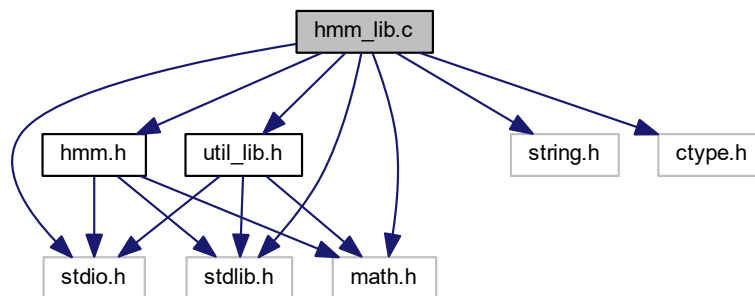 hmm_lib.c
hmm.h
util_lib.h
string.h
ctype.h
stdio.h
stdlib.h
math.h